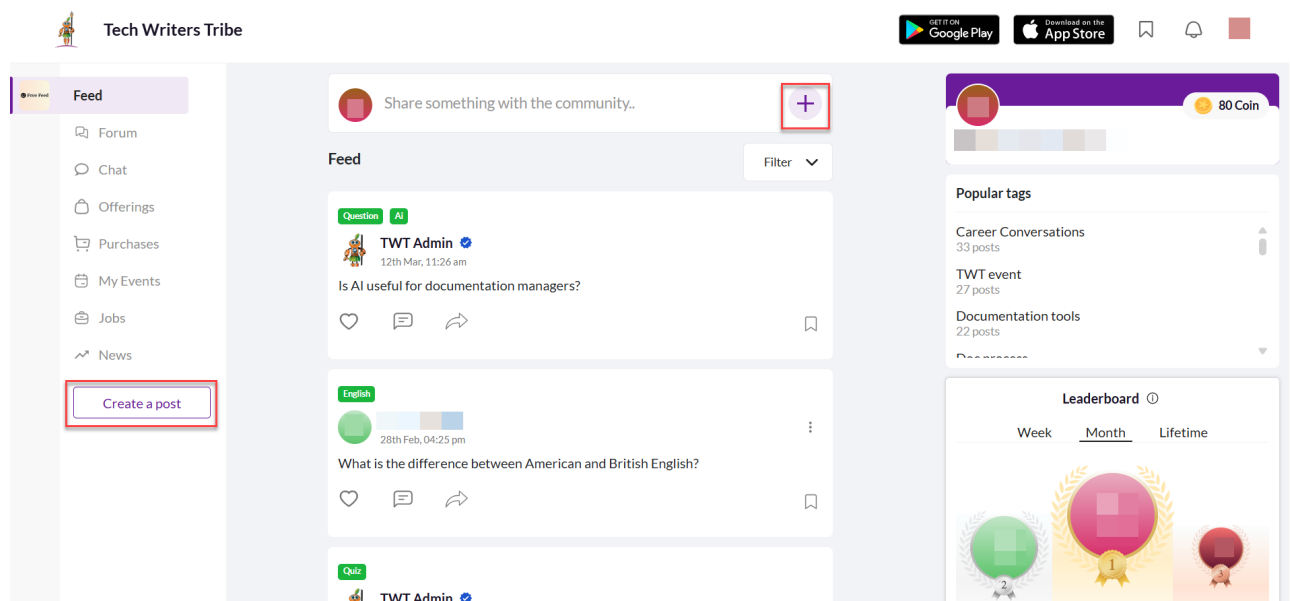 Tech Writers Tribe
GET IT ON
Google Play
Download on the
App Store
Free Feed
Feed
Forum
Chat
Offerings
Purchases
My Events
Jobs
News
Create a post
Share something with the community..
+
Feed
Filter
Question Ai
TWT Admin
12th Mar, 11:26 am
Is AI useful for documentation managers?
English
28th Feb, 04:25 pm
What is the difference between American and British English?
Quiz
TWT Admin
80 Coin
Popular tags
Career Conversations
33 posts
TWT event
27 posts
Documentation tools
22 posts
Doc process
Leaderboard
Week Month Lifetime
2
1
3